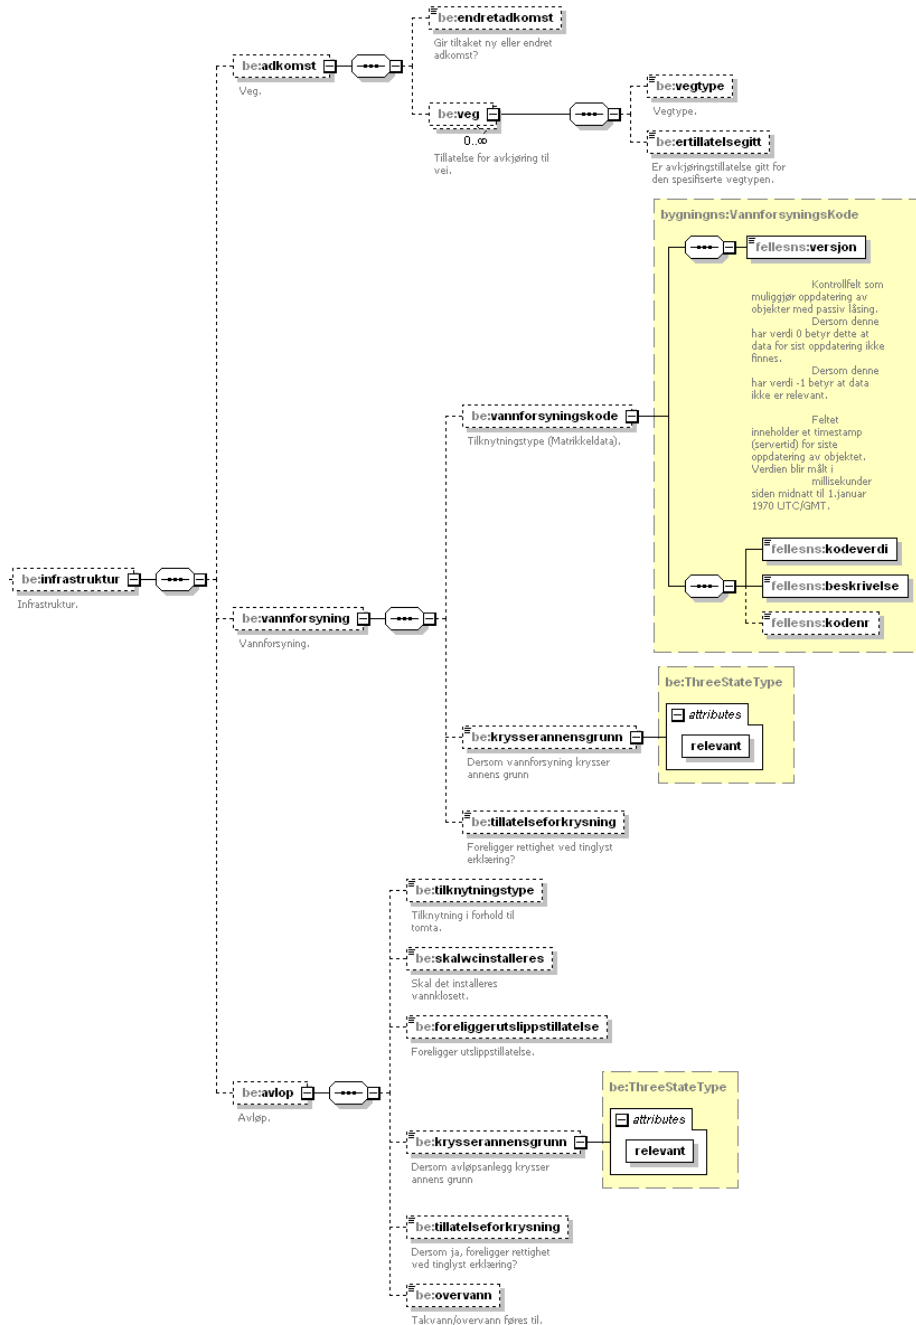 be:endretadkomst
Gir tiltaket ny eller endret
adkomst?
be:adkomst
Veg.
be:veg
0..∞
Tillatelse for avkjøring til
vei.
be:vegtype
Vegtype.
be:ertillatelsegitt
Er avkjøringstillatelse gitt for
den spesifiserte vegtypen.
bygningns:VannforsyningsKode
fellesns:versjon
Kontrollfelt som
muliggjør oppdatering av
objekter med passiv låsing.
Dersom denne
har verdi 0 betyr dette at
data for sist oppdatering ikke
finnes.
Dersom denne
har verdi -1 betyr at data
ikke er relevant.
Feltet
inneholder et timestamp
(servertid) for siste
oppdatering av objektet.
Verdien blir målt i
millisekunder
siden midnatt til 1.januar
1970 UTC/GMT.
be:vannforsyningskode
Tilknytningstype (Matrikkeldata).
fellesns:kodeverdi
fellesns:beskrivelse
fellesns:kodenr
be:infrastruktur
Infrastruktur.
be:vannforsyning
Vannforsyning.
be:ThreeStateType
attributes
relevant
be:krysserannensgrunn
Dersom vannforsyning krysser
annens grunn
be:tillatelseforkrysning
Foreligger rettighet ved tinglyst
erklæring?
be:tilknytningstype
Tilknytning i forhold til
tomta.
be:skalwcinstalleres
Skal det installeres
vannklosett.
be:foreliggerutslippstillatelse
Foreligger utslippstillatelse.
be:avlop
Avløp.
be:ThreeStateType
attributes
relevant
be:krysserannensgrunn
Dersom avløpsanlegg krysser
annens grunn
be:tillatelseforkrysning
Dersom ja, foreligger rettighet
ved tinglyst erklæring?
be:overvann
Takvann/overvann føres til.